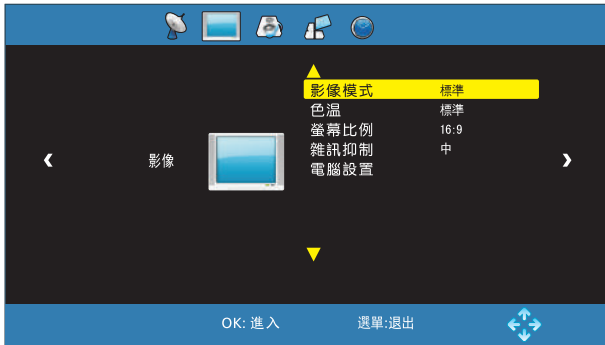 影像模式 標準
色温 標準
螢幕比例 16:9
雜訊抑制 中
電腦設置
影像
OK: 進入 選單:退出